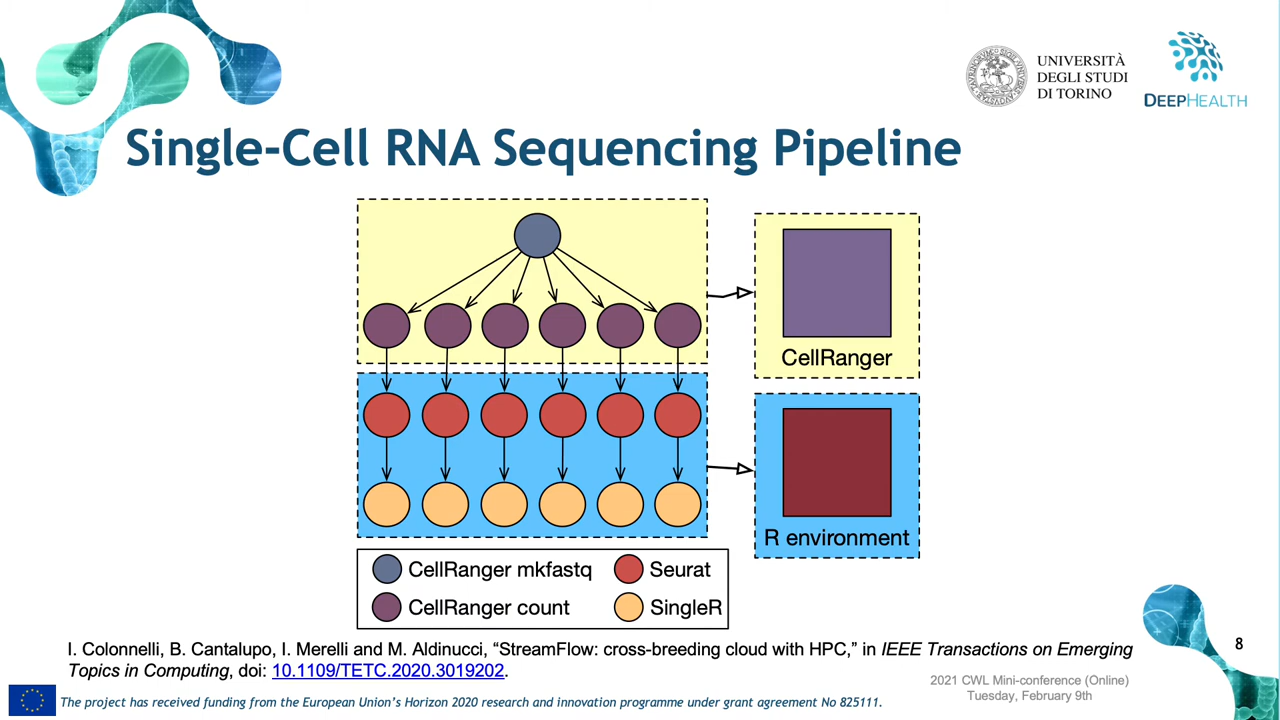 UNIVERSITÀ
DEGLI STUDI
DI TORINO
DEEPHEALTH
Single-Cell RNA Sequencing Pipeline
CellRanger
R environment
CellRanger mkfastq
Seurat
CellRanger count
SingleR
I. Colonnelli, B. Cantalupo, I. Merelli and M. Aldinucci, “StreamFlow: cross-breeding cloud with HPC,” in IEEE Transactions on Emerging
Topics in Computing, doi: 10.1109/TETC.2020.3019202.
8
2021 CWL Mini-conference (Online)
Tuesday, February 9th
The project has received funding from the European Union’s Horizon 2020 research and innovation programme under grant agreement No 825111.